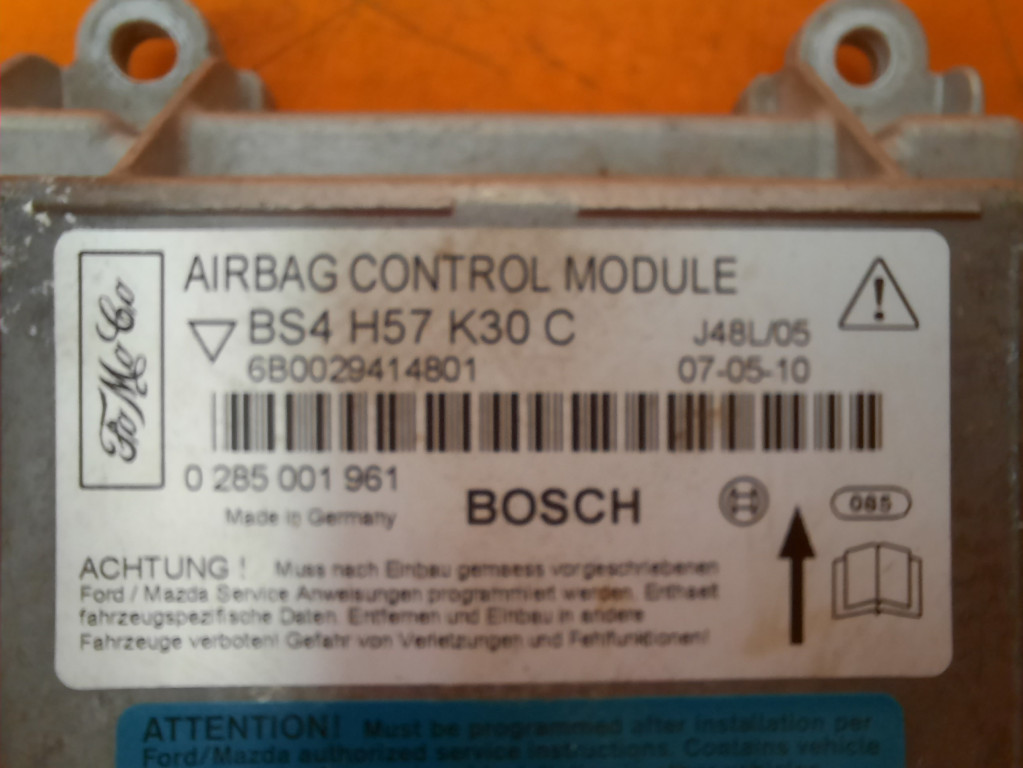 FoMoCo
AIRBAG CONTROL MODULE
BS4 H57 K30 C
J48L/05
6B0029414801
07-05-10
0 285 001 961
Made in Germany
BOSCH
085
ACHTUNG! Muss nach Einbau gemaess vorgeschriebenen
Ford / Mazda Service Anweisungen programmiert werden. Enthaelt
fahrzeugspezifische Daten. Entfernen und Einbau in andere
Fahrzeuge verboten! Gefahr von Verletzungen und Fehlfunktionen!
ATTENTION! Must be programmed after installation per
Ford/Mazda authorized service instructions. Contains vehicle